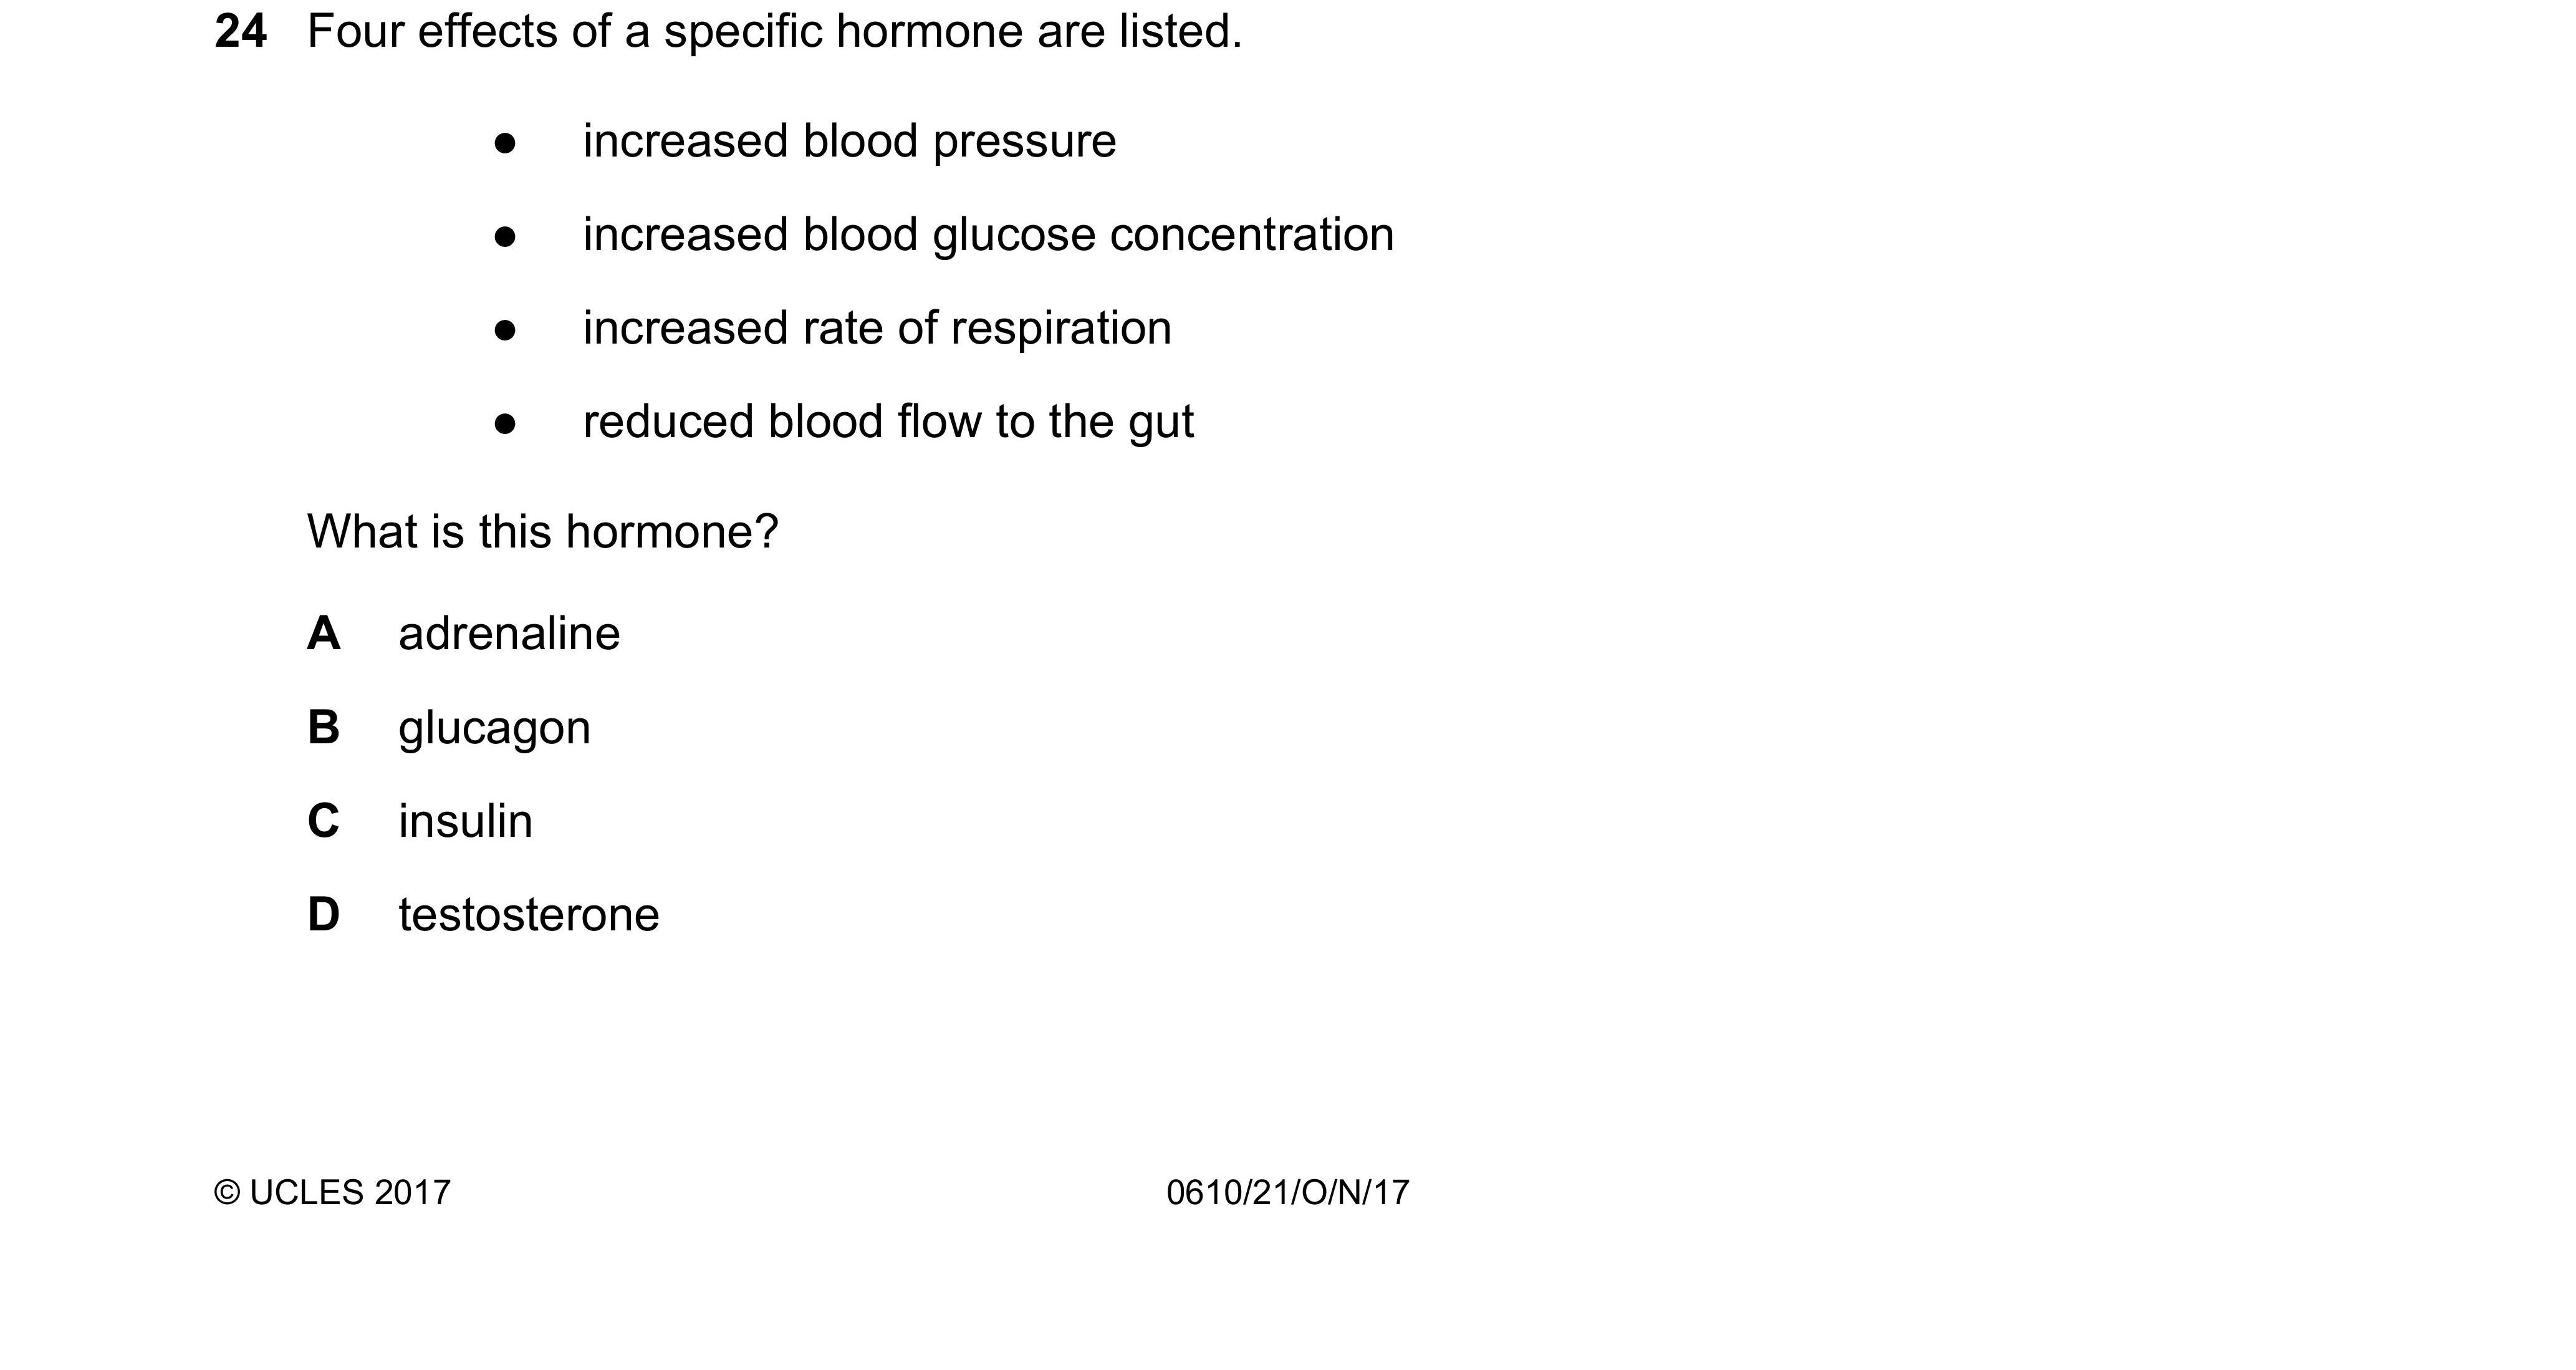 24 Four effects of a specific hormone are listed.
● increased blood pressure
● increased blood glucose concentration
● increased rate of respiration
● reduced blood flow to the gut
What is this hormone?
A adrenaline
B glucagon
C insulin
D testosterone
© UCLES 2017 0610/21/O/N/17